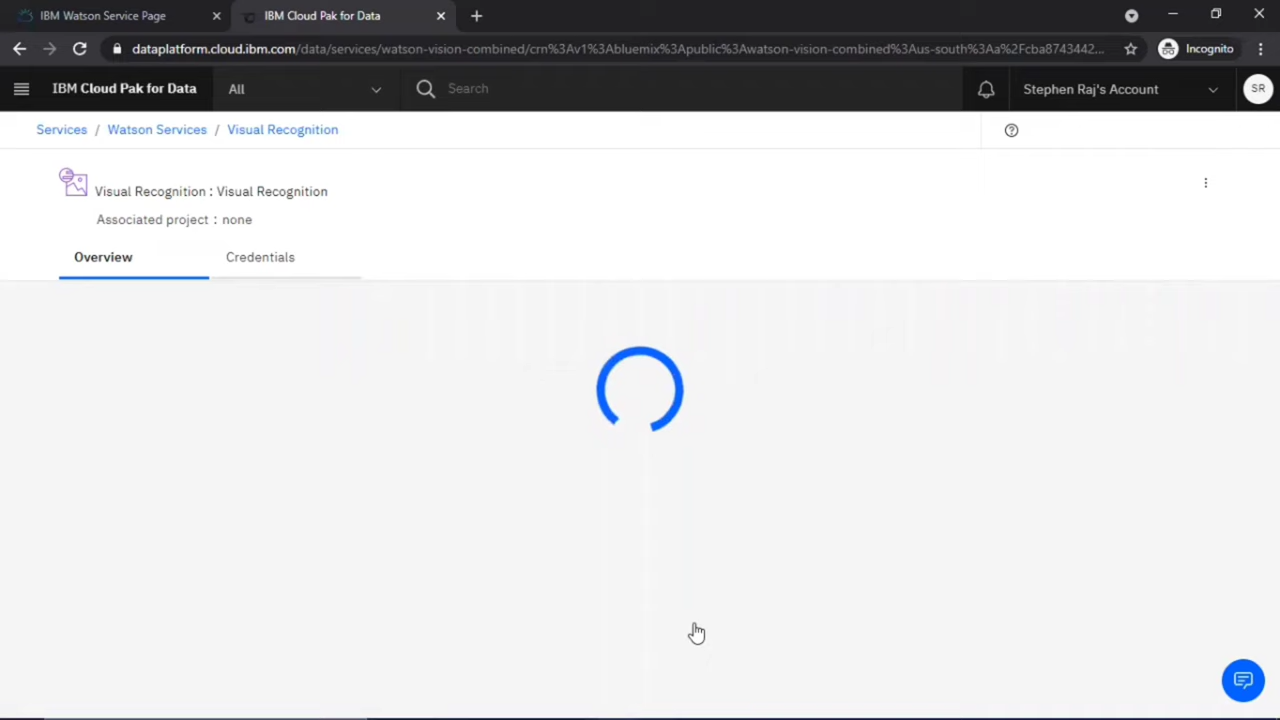 IBM Watson Service Page
IBM Cloud Pak for Data
dataplatform.cloud.ibm.com/data/services/watson-vision-combined/crn%3Av1%3Abluemix%3Apublic%3Awatson-vision-combined%3Aus-south%3Aa%2Fcba8743442...
Incognito
IBM Cloud Pak for Data
All
Search
Stephen Raj's Account
SR
Services / Watson Services / Visual Recognition
Visual Recognition : Visual Recognition
Associated project : none
Overview
Credentials